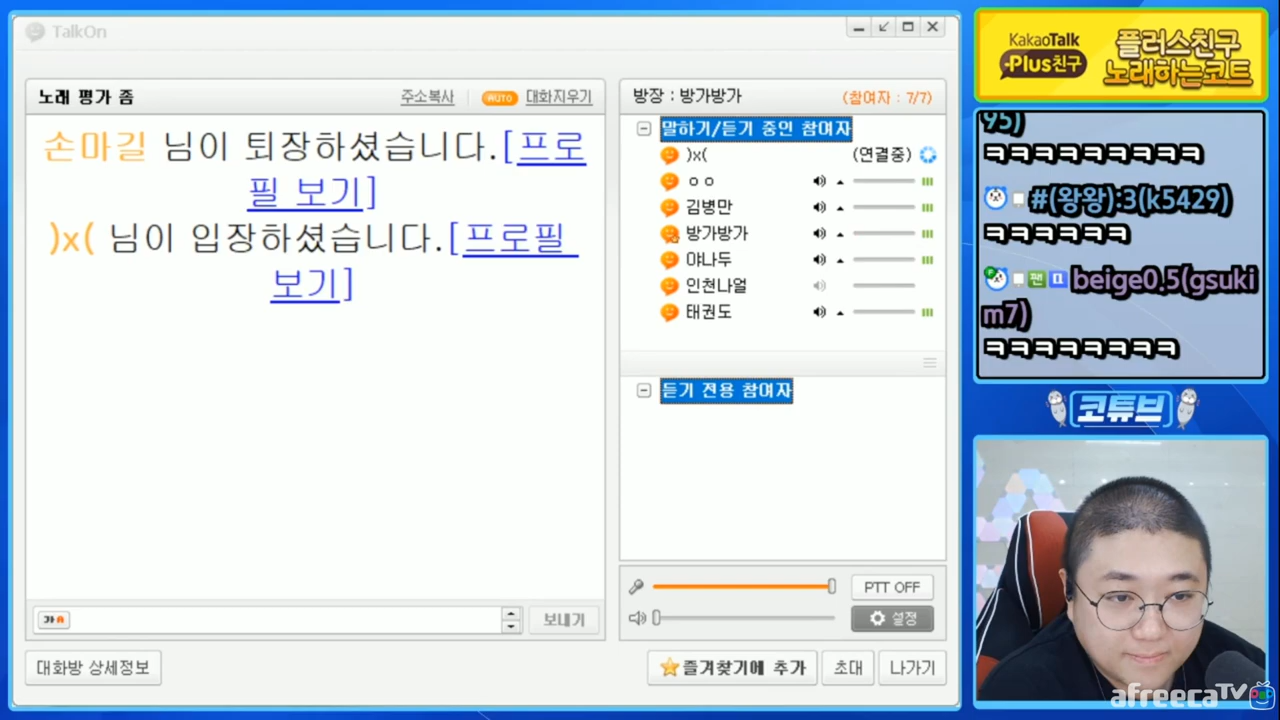 TalkOn
노래 평가 좀
주소복사
AUTO
대화지우기
손마길 님이 퇴장하셨습니다.[프로
필 보기]
)x( 님이 입장하셨습니다.[프로필
보기]
가A
보내기
대화방 상세정보
방장 : 방가방가
(참여자 : 7/7)
말하기/듣기 중인 참여자
)x(
(연결중)
ㅇㅇ
김병만
방가방가
야나두
인천나얼
태권도
듣기 전용 참여자
PTT OFF
설정
즐겨찾기에 추가
초대
나가기
KakaoTalk
Plus친구
플러스친구
노래하는코트
95)
ㅋㅋㅋㅋㅋㅋㅋㅋㅋ
#(왕왕):3(k5429)
ㅋㅋㅋㅋㅋㅋ
F
팬
beige0.5(gsuki
m7)
ㅋㅋㅋㅋㅋㅋㅋㅋ
코튜브
afreecaTV